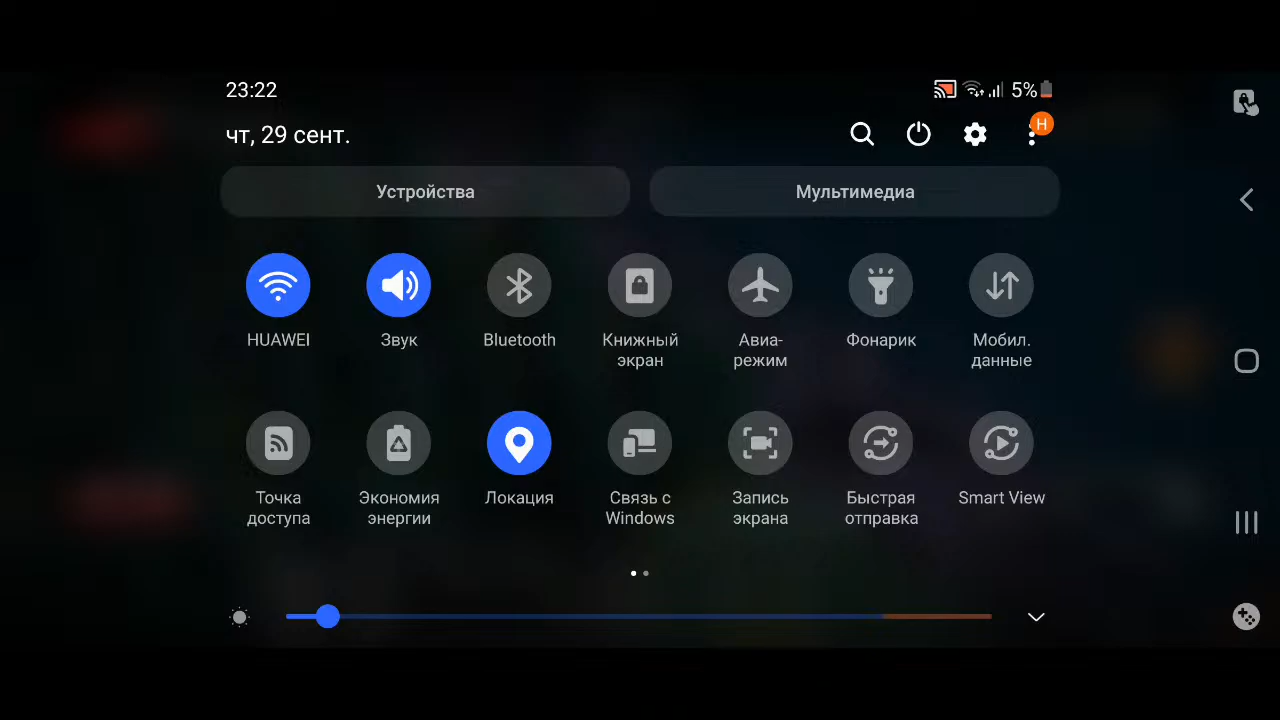 23:22
5%
чт, 29 сент.
Н
Устройства
Мультимедиа
HUAWEI
Звук
Bluetooth
Книжный
экран
Авиа-
режим
Фонарик
Мобил.
данные
Точка
доступа
Экономия
энергии
Локация
Связь с
Windows
Запись
экрана
Быстрая
отправка
Smart View